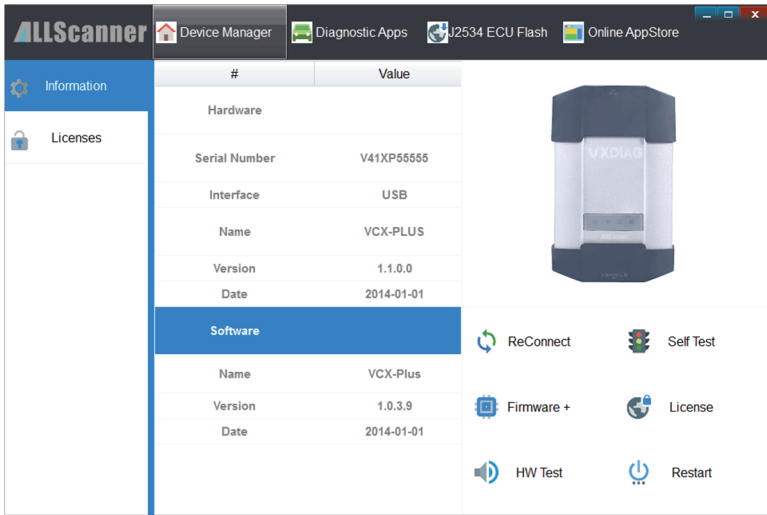 ALLScanner Device Manager Diagnostic Apps J2534 ECU Flash Online AppStore
Information
Licenses
# Value
Hardware
Serial Number V41XP55555
Interface USB
Name VCX-PLUS
Version 1.1.0.0
Date 2014-01-01
Software
Name VCX-Plus
Version 1.0.3.9
Date 2014-01-01
VXDIAG
ReConnect Self Test
Firmware + License
HW Test Restart